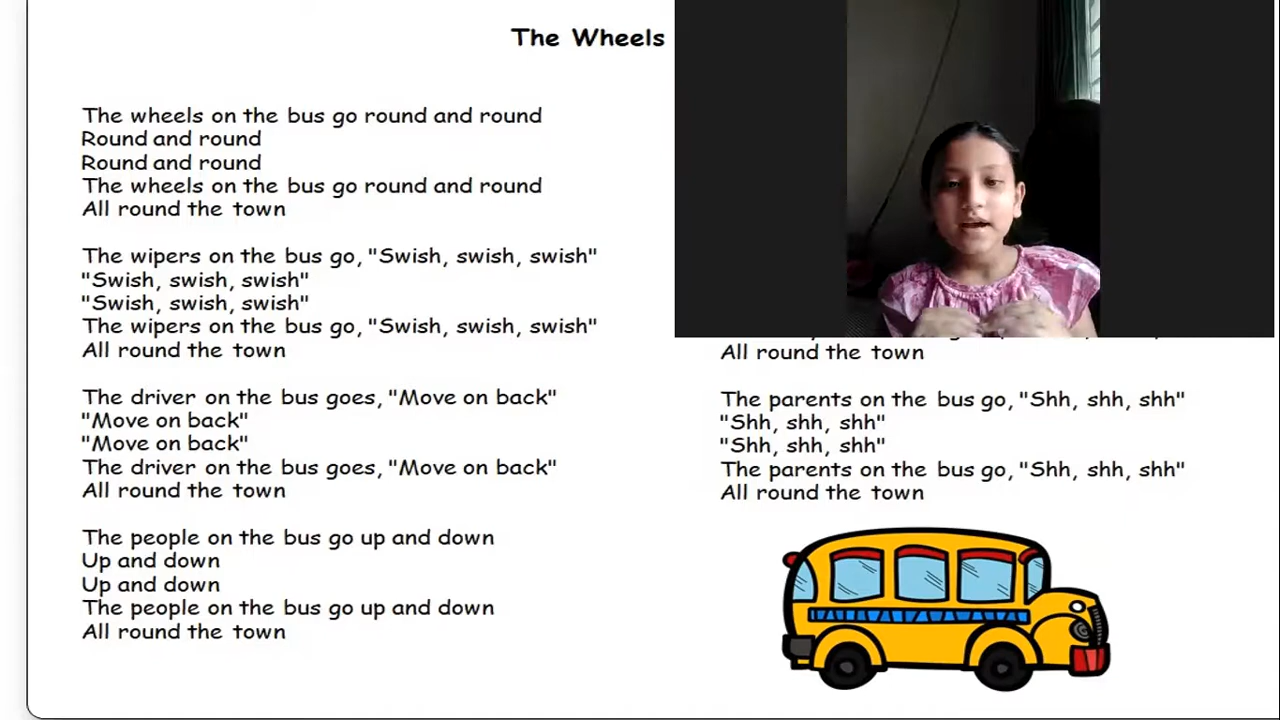 The Wheels
The wheels on the bus go round and round
Round and round
Round and round
The wheels on the bus go round and round
All round the town
The wipers on the bus go, "Swish, swish, swish"
"Swish, swish, swish"
"Swish, swish, swish"
The wipers on the bus go, "Swish, swish, swish"
All round the town
The driver on the bus goes, "Move on back"
"Move on back"
"Move on back"
The driver on the bus goes, "Move on back"
All round the town
The people on the bus go up and down
Up and down
Up and down
The people on the bus go up and down
All round the town
All round the town
The parents on the bus go, "Shh, shh, shh"
"Shh, shh, shh"
"Shh, shh, shh"
The parents on the bus go, "Shh, shh, shh"
All round the town